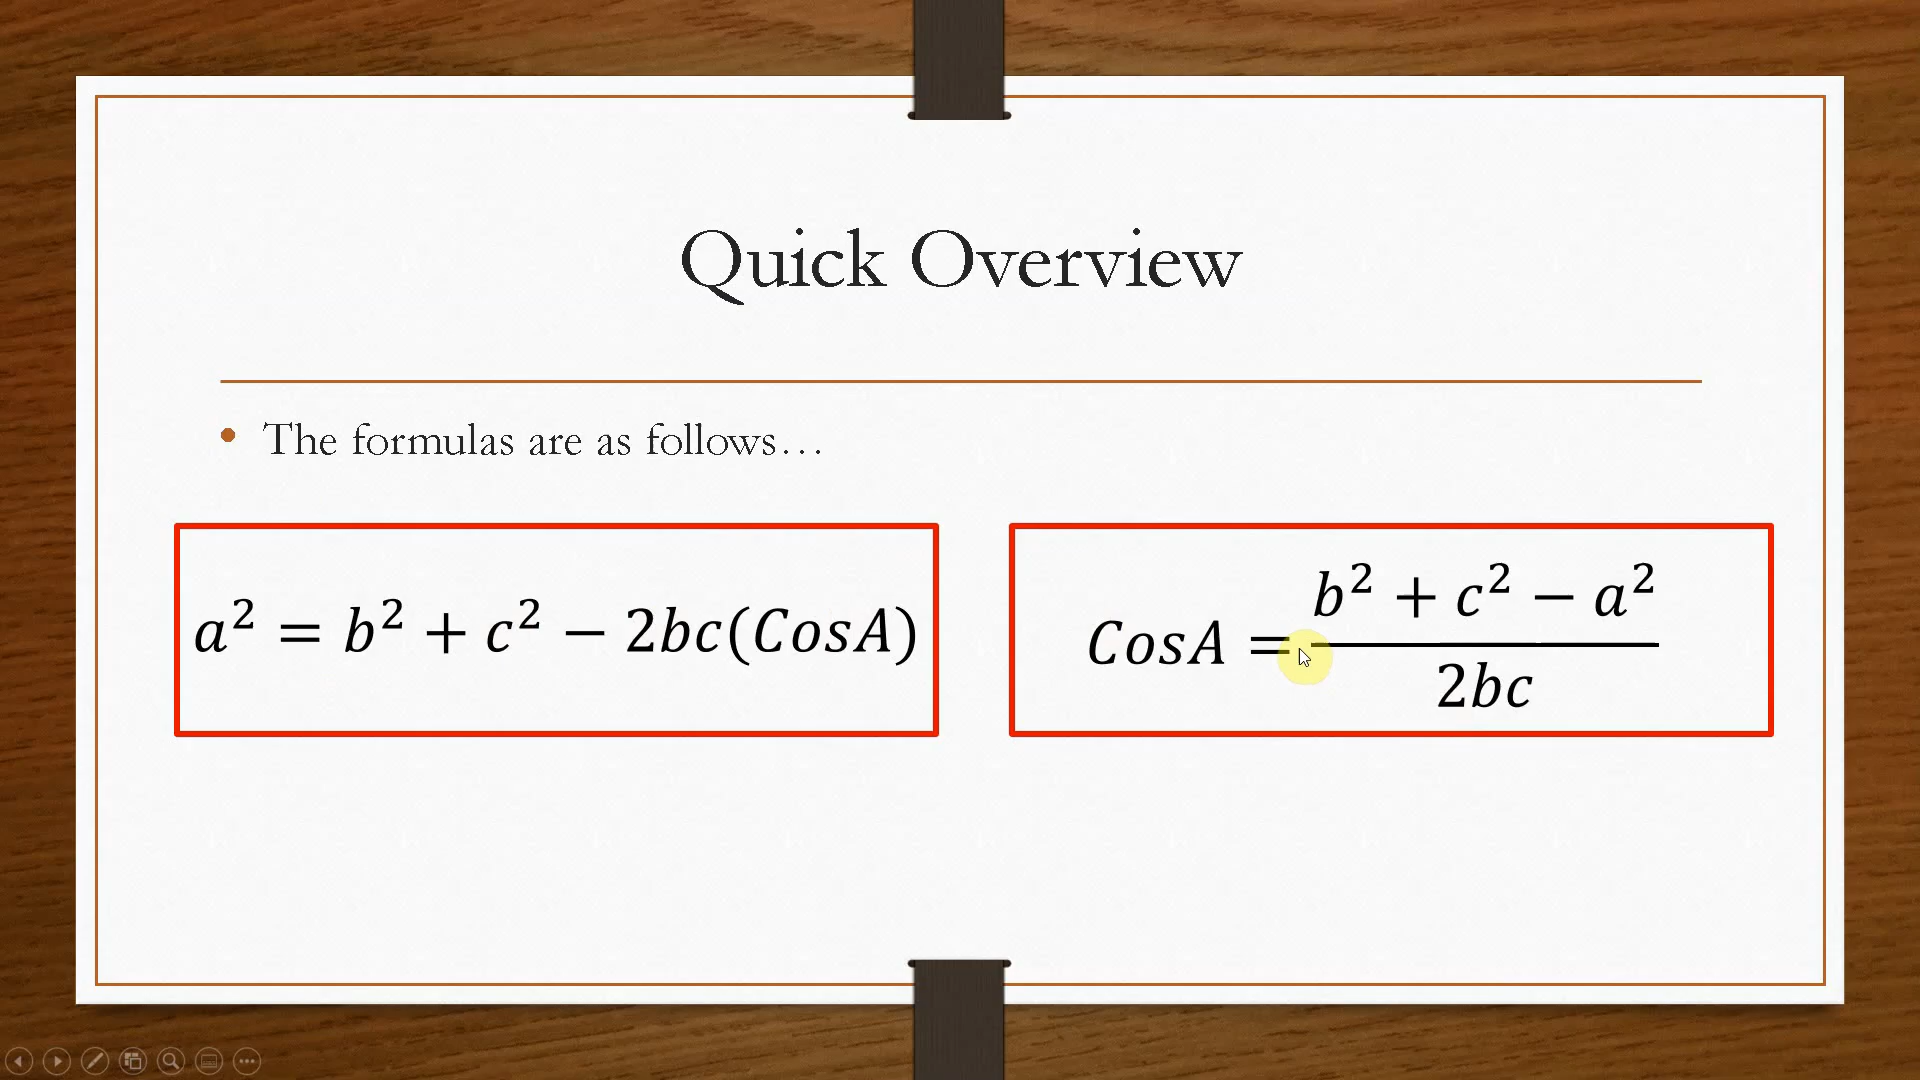 Quick Overview
• The formulas are as follows…
a² = b² + c² − 2bc(CosA)
CosA = (b² + c² − a²) / 2bc